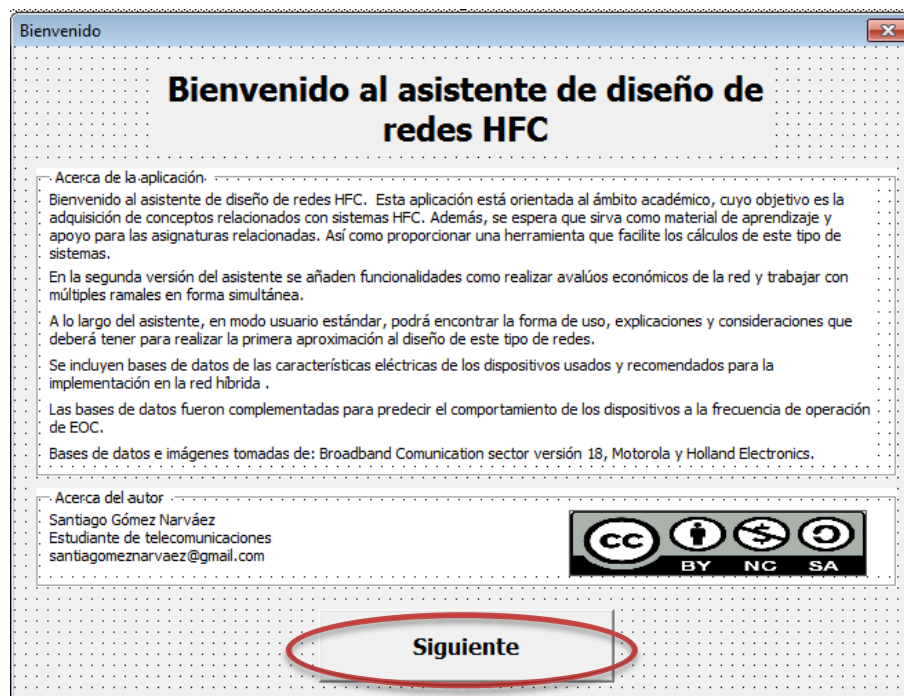 Bienvenido
Bienvenido al asistente de diseño de
redes HFC
Acerca de la aplicación
Bienvenido al asistente de diseño de redes HFC. Esta aplicación está orientada al ámbito académico, cuyo objetivo es la
adquisición de conceptos relacionados con sistemas HFC. Además, se espera que sirva como material de aprendizaje y
apoyo para las asignaturas relacionadas. Así como proporcionar una herramienta que facilite los cálculos de este tipo de
sistemas.
En la segunda versión del asistente se añaden funcionalidades como realizar avalúos económicos de la red y trabajar con
múltiples ramales en forma simultánea.
A lo largo del asistente, en modo usuario estándar, podrá encontrar la forma de uso, explicaciones y consideraciones que
deberá tener para realizar la primera aproximación al diseño de este tipo de redes.
Se incluyen bases de datos de las características eléctricas de los dispositivos usados y recomendados para la
implementación en la red híbrida .
Las bases de datos fueron complementadas para predecir el comportamiento de los dispositivos a la frecuencia de operación
de EOC.
Bases de datos e imágenes tomadas de: Broadband Comunication sector versión 18, Motorola y Holland Electronics.
Acerca del autor
Santiago Gómez Narváez
Estudiante de telecomunicaciones
santiagomeznarvaez@gmail.com
cc
BY NC SA
Siguiente